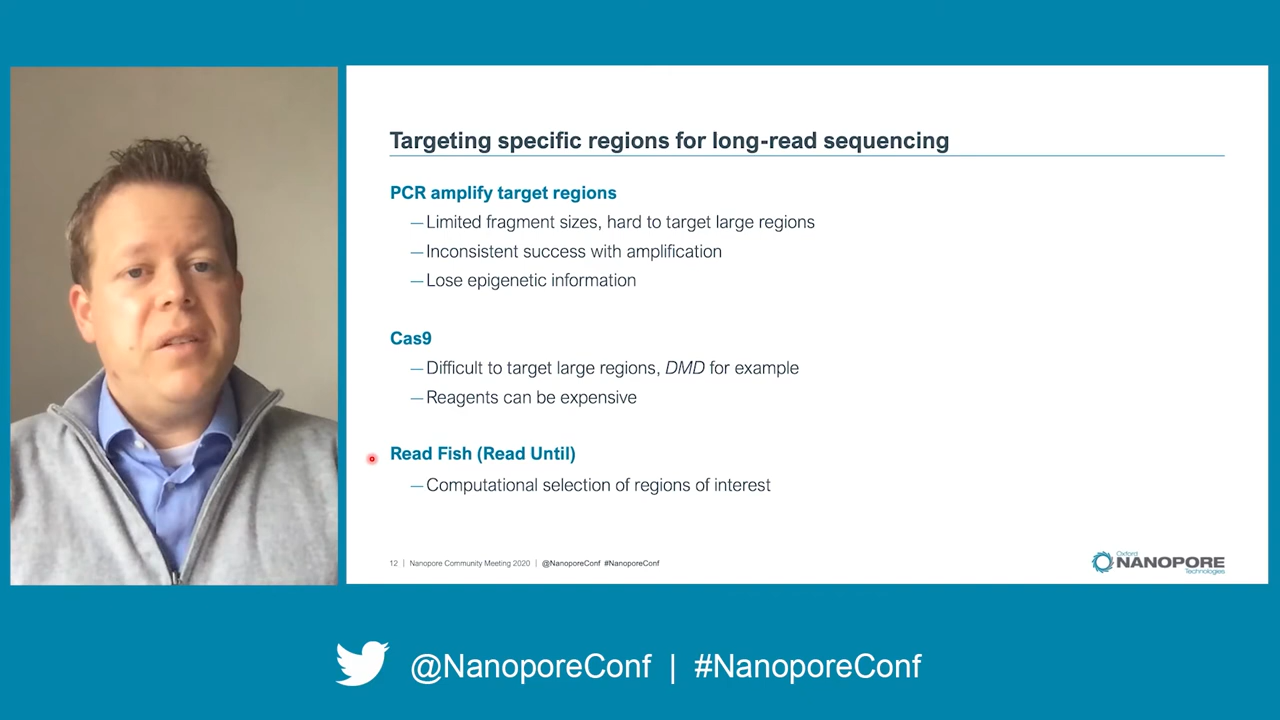 Targeting specific regions for long-read sequencing
PCR amplify target regions
—Limited fragment sizes, hard to target large regions
—Inconsistent success with amplification
—Lose epigenetic information
Cas9
—Difficult to target large regions, DMD for example
—Reagents can be expensive
Read Fish (Read Until)
—Computational selection of regions of interest
12 | Nanopore Community Meeting 2020 | @NanoporeConf #NanoporeConf
Oxford
NANOPORE
Technologies
@NanoporeConf | #NanoporeConf